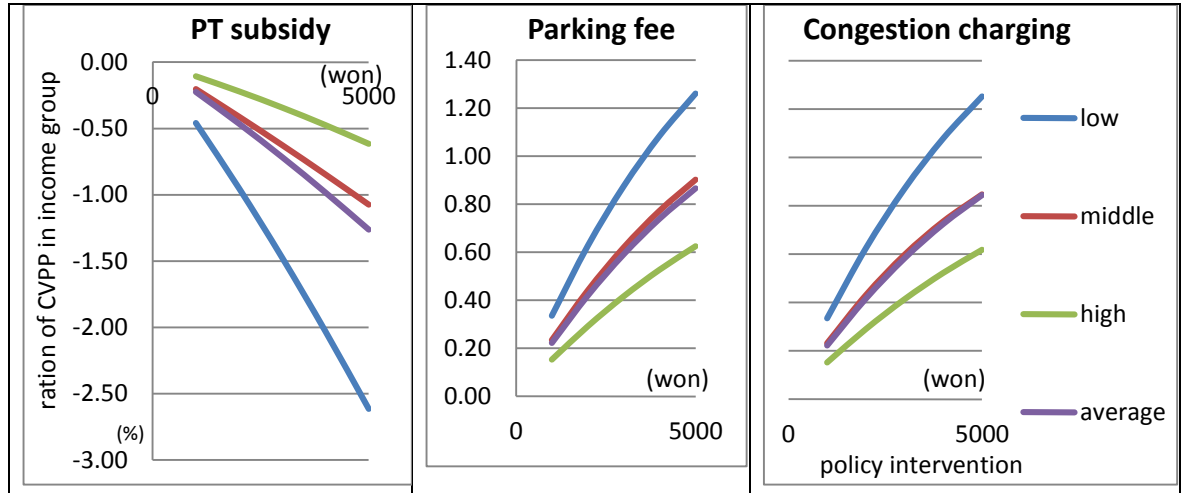 PT subsidy
ration of CVPP in income group
0.00
-0.50
-1.00
-1.50
-2.00
-2.50
-3.00
(%)
(won)
0
5000
Parking fee
1.40
1.20
1.00
0.80
0.60
0.40
0.20
0.00
(won)
0
5000
Congestion charging
(won)
0
5000
policy intervention
low
middle
high
average